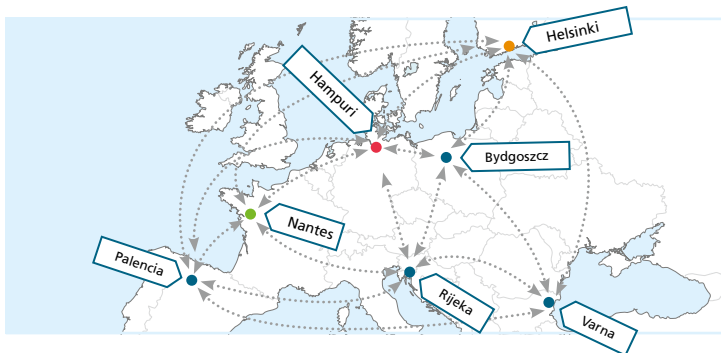 Helsinki
Hampuri
Bydgoszcz
Nantes
Palencia
Rijeka
Varna